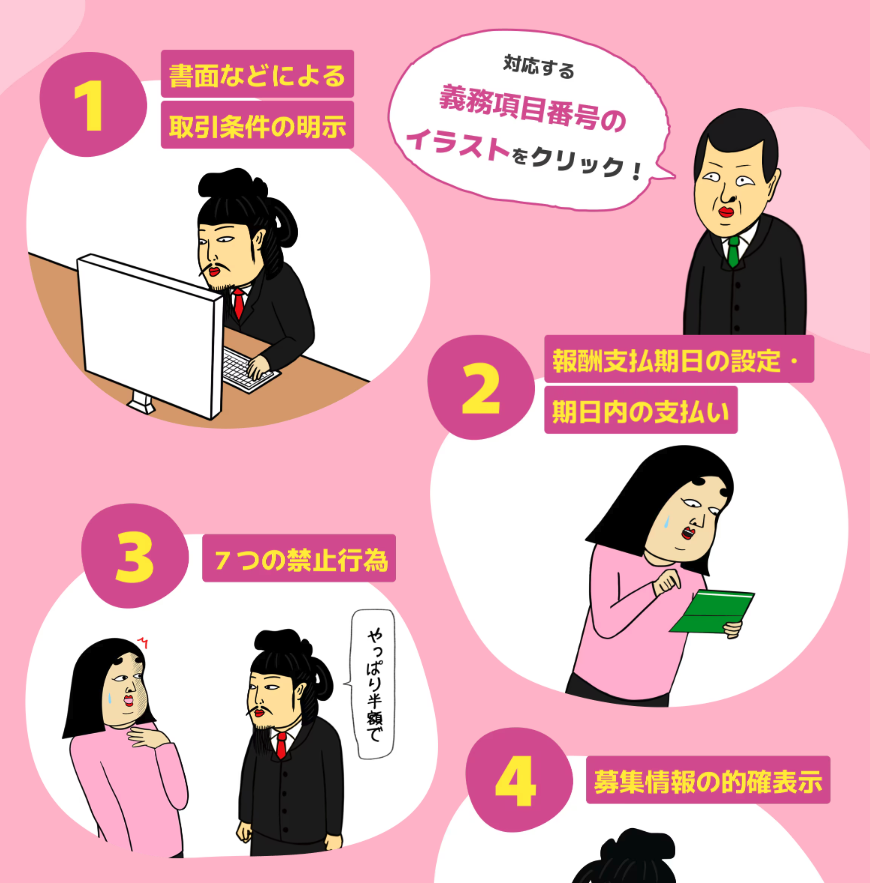 1
書面などによる
取引条件の明示
対応する
義務項目番号の
イラストをクリック！
2
報酬支払期日の設定・
期日内の支払い
3
７つの禁止行為
やっぱり半額で
4
募集情報の的確表示